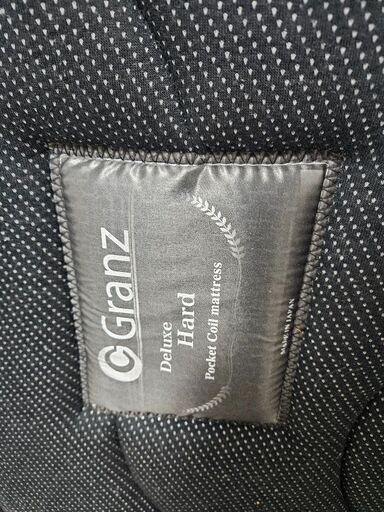 Granz
Deluxe
Hard
Pocket Coil mattress
MADE IN JAPAN